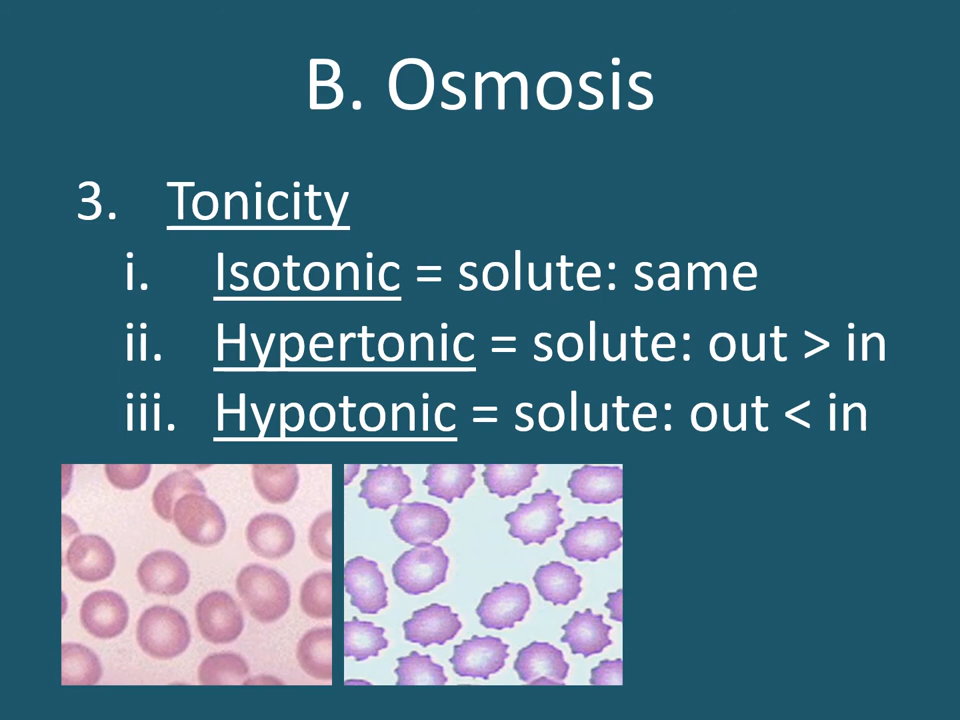 B. Osmosis
3. Tonicity
i. Isotonic = solute: same
ii. Hypertonic = solute: out > in
iii. Hypotonic = solute: out < in